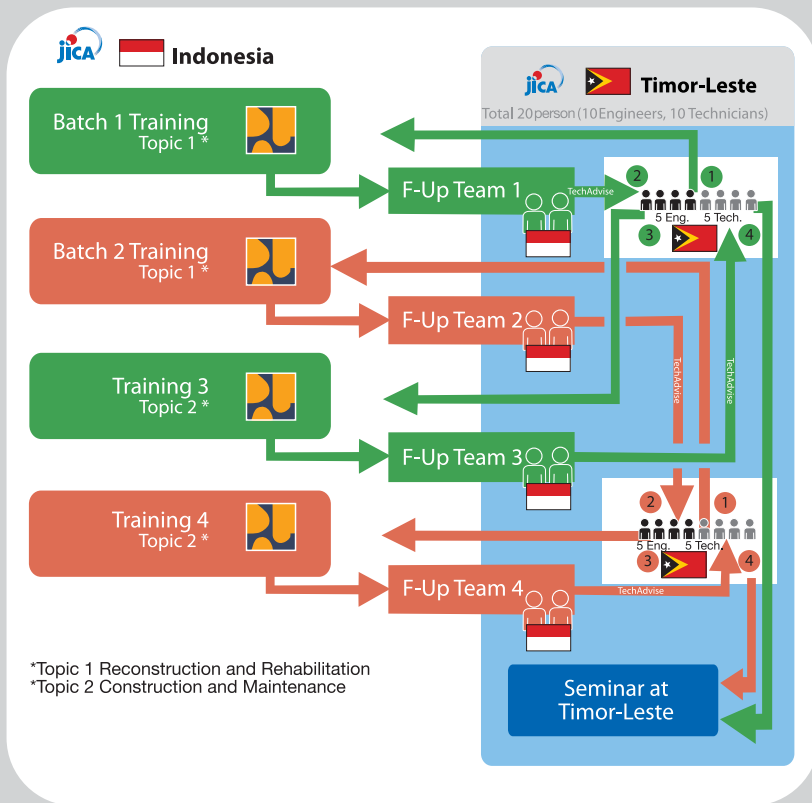 jICA
Indonesia
jICA
Timor-Leste
Total 20person (10Engineers, 10 Technicians)
Batch 1 Training
Topic 1 *
F-Up Team 1
TechAdvise
2
1
5 Eng.
5 Tech.
3
4
Batch 2 Training
Topic 1 *
F-Up Team 2
TechAdvise
TechAdvise
Training 3
Topic 2 *
F-Up Team 3
Training 4
Topic 2 *
2
1
5 Eng.
5 Tech.
3
4
F-Up Team 4
TechAdvise
*Topic 1 Reconstruction and Rehabilitation
*Topic 2 Construction and Maintenance
Seminar at
Timor-Leste